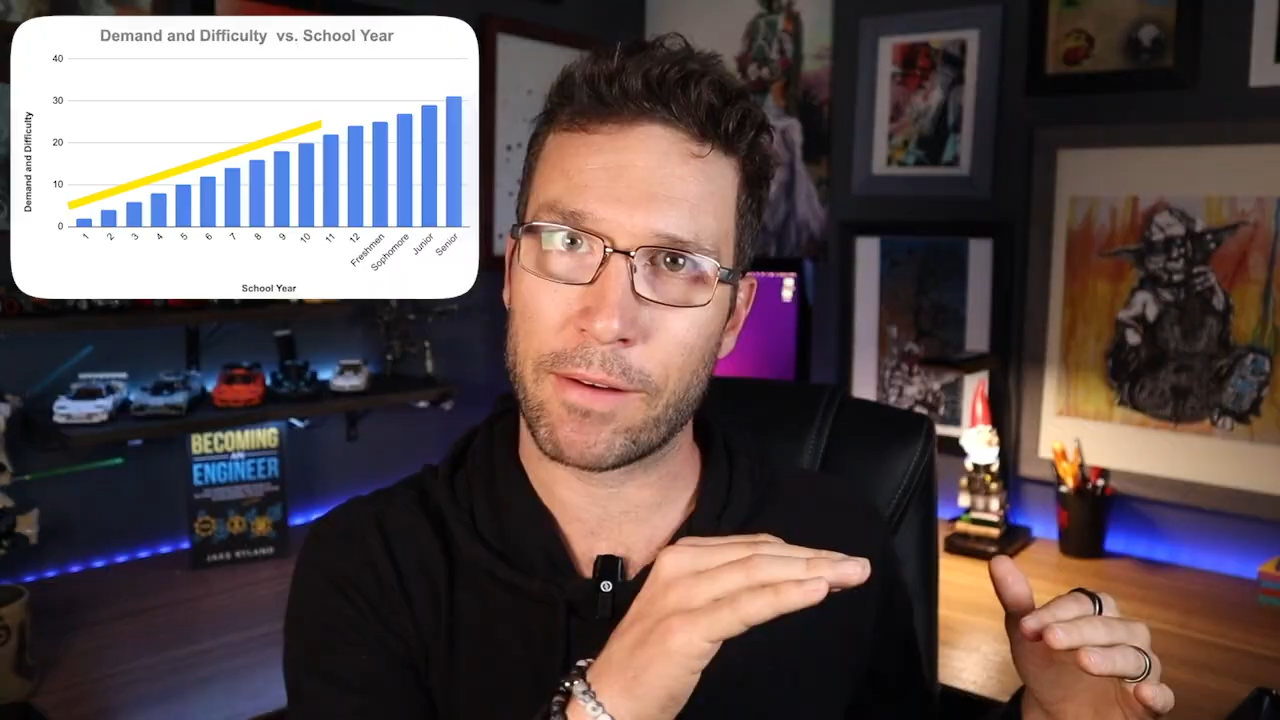 Demand and Difficulty vs. School Year
Demand and Difficulty
40
30
20
10
0
1
2
3
4
5
6
7
8
9
10
11
12
Freshmen
Sophomore
Junior
Senior
School Year
BECOMING
AN
ENGINEER